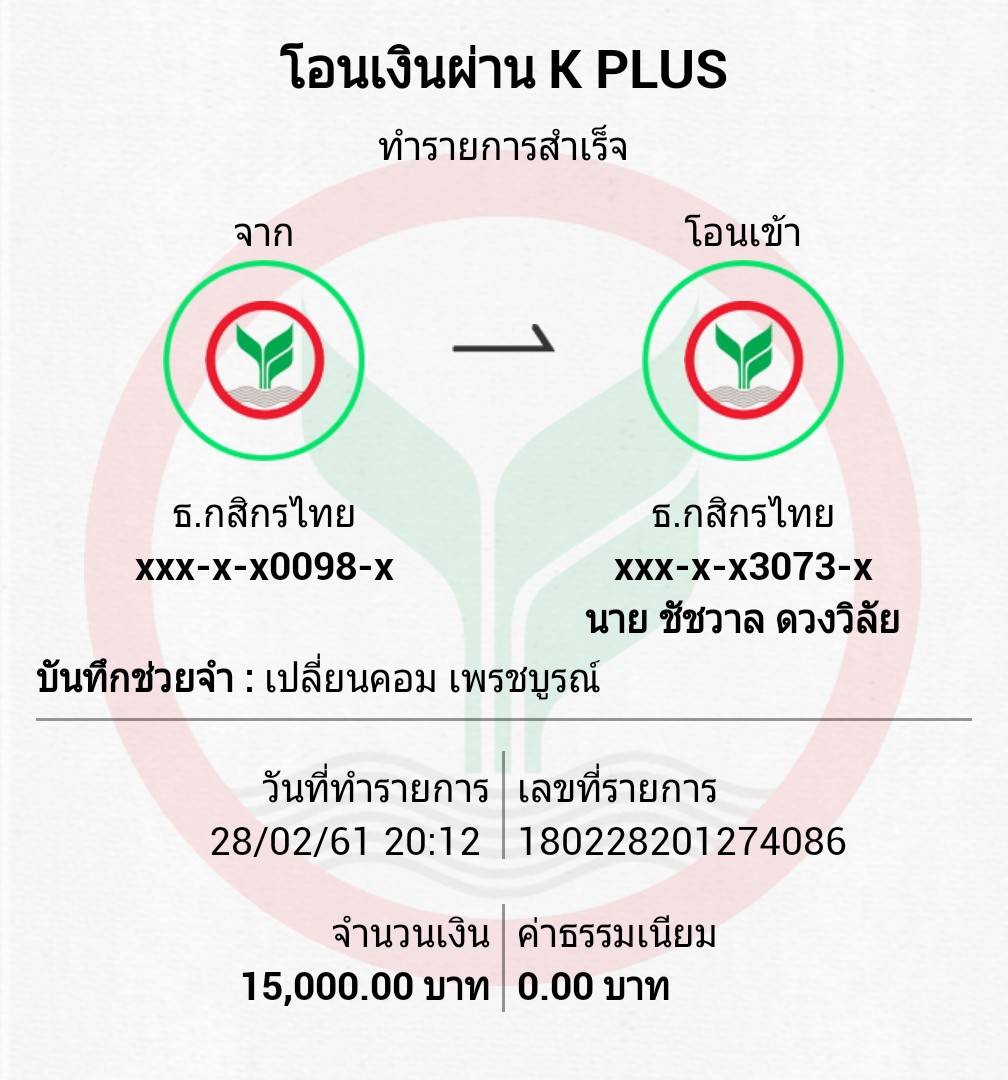 โอนเงินผ่าน K PLUS
ทำรายการสำเร็จ
จาก
โอนเข้า
ธ.กสิกรไทย
xxx-x-x0098-x
ธ.กสิกรไทย
xxx-x-x3073-x
นาย ชัชวาล ดวงวิลัย
บันทึกช่วยจำ : เปลี่ยนคอม เพรชบูรณ์
วันที่ทำรายการ
28/02/61 20:12
เลขที่รายการ
180228201274086
จำนวนเงิน
15,000.00 บาท
ค่าธรรมเนียม
0.00 บาท